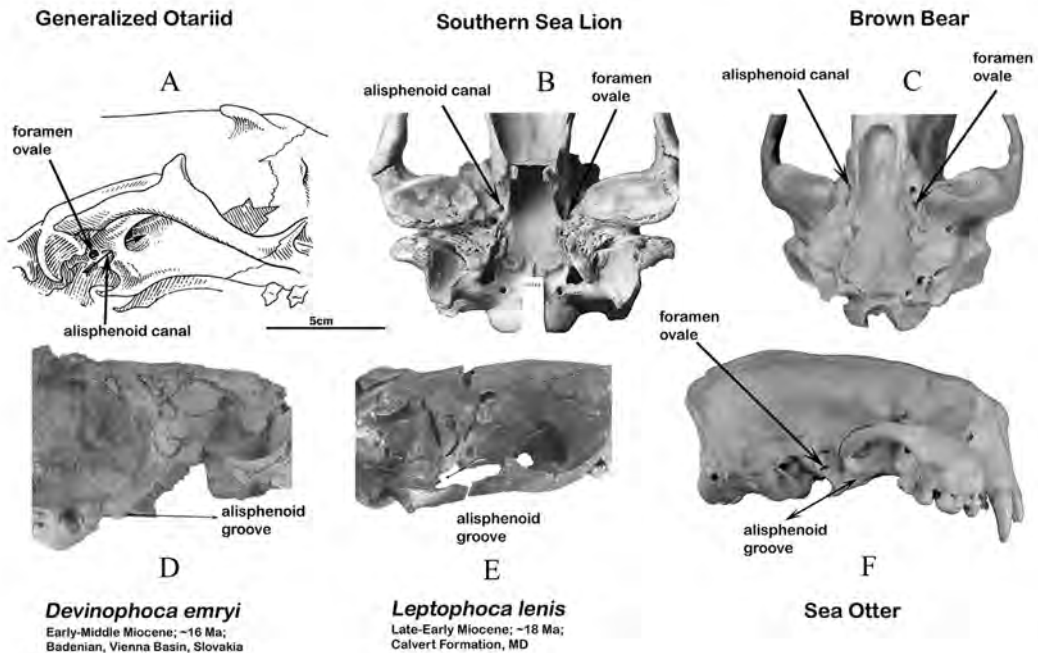 Generalized Otariid
Southern Sea Lion
Brown Bear
A
B
C
foramen
ovale
alisphenoid canal
5cm
alisphenoid canal
foramen
ovale
alisphenoid canal
foramen
ovale
alisphenoid
groove
D
alisphenoid
groove
E
foramen
ovale
alisphenoid
groove
F
Devinophoca emryi
Early-Middle Miocene; ~16 Ma;
Badenian, Vienna Basin, Slovakia
Leptophoca lenis
Late-Early Miocene; ~18 Ma;
Calvert Formation, MD
Sea Otter